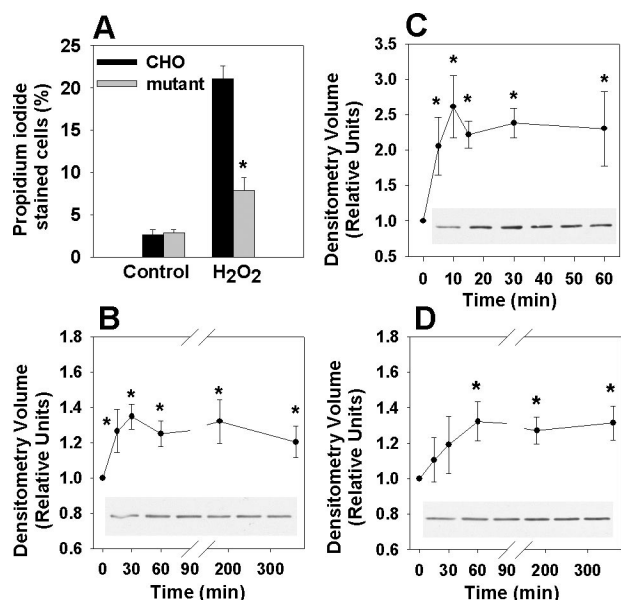 A
CHO
mutant
25
20
15
10
5
0
Propidium iodide
stained cells (%)
*
Control
H₂O₂
C
3.5
3.0
2.5
2.0
1.5
1.0
0.5
Densitometry Volume
(Relative Units)
* * * * *
0 10 20 30 40 50 60
Time (min)
B
1.8
1.6
1.4
1.2
1.0
0.8
0.6
Densitometry Volume
(Relative Units)
* * * * *
0 30 60 90 200 300
Time (min)
D
1.8
1.6
1.4
1.2
1.0
0.8
0.6
Densitometry Volume
(Relative Units)
* * *
0 30 60 90 200 300
Time (min)